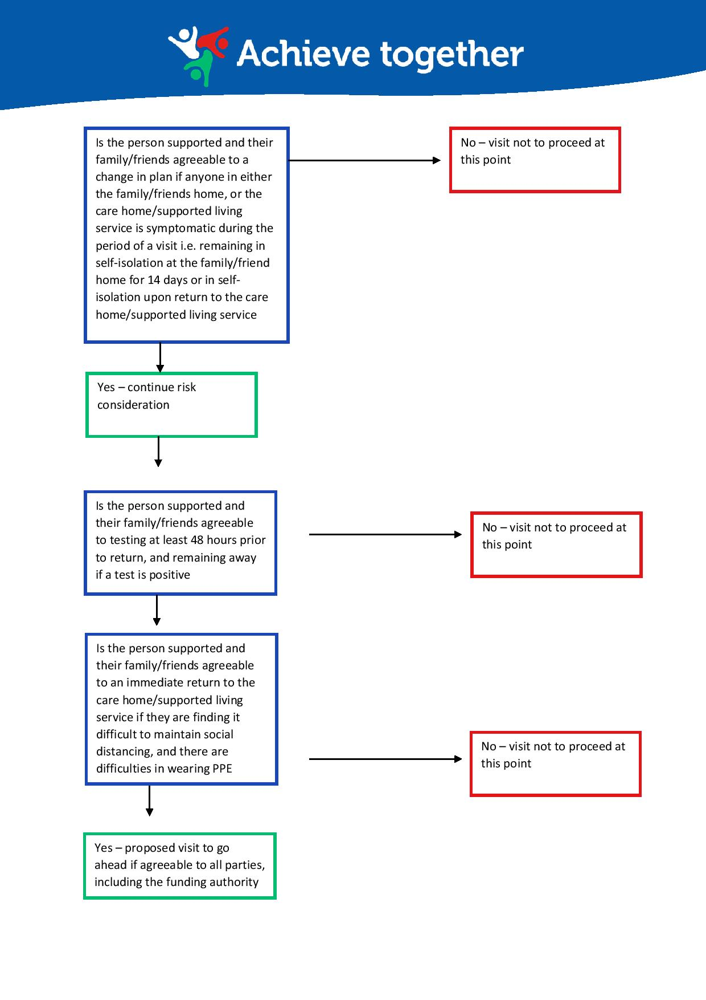 Achieve together
Is the person supported and their
family/friends agreeable to a
change in plan if anyone in either
the family/friends home, or the
care home/supported living
service is symptomatic during the
period of a visit i.e. remaining in
self-isolation at the family/friend
home for 14 days or in self-
isolation upon return to the care
home/supported living service
No – visit not to proceed at
this point
Yes – continue risk
consideration
Is the person supported and
their family/friends agreeable
to testing at least 48 hours prior
to return, and remaining away
if a test is positive
No – visit not to proceed at
this point
Is the person supported and
their family/friends agreeable
to an immediate return to the
care home/supported living
service if they are finding it
difficult to maintain social
distancing, and there are
difficulties in wearing PPE
No – visit not to proceed at
this point
Yes – proposed visit to go
ahead if agreeable to all parties,
including the funding authority